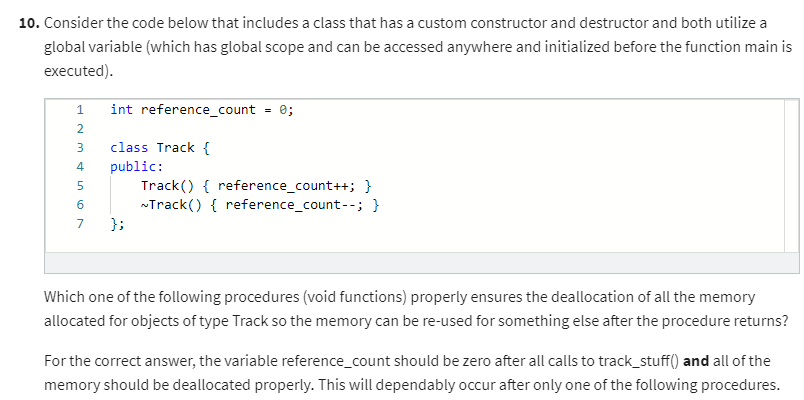 10. Consider the code below that includes a class that has a custom constructor and destructor and both utilize a
global variable (which has global scope and can be accessed anywhere and initialized before the function main is
executed).
1 int reference_count = 0;
2
3 class Track {
4 public:
5 Track() { reference_count++; }
6 ~Track() { reference_count--; }
7 };
Which one of the following procedures (void functions) properly ensures the deallocation of all the memory
allocated for objects of type Track so the memory can be re-used for something else after the procedure returns?
For the correct answer, the variable reference_count should be zero after all calls to track_stuff() and all of the
memory should be deallocated properly. This will dependably occur after only one of the following procedures.